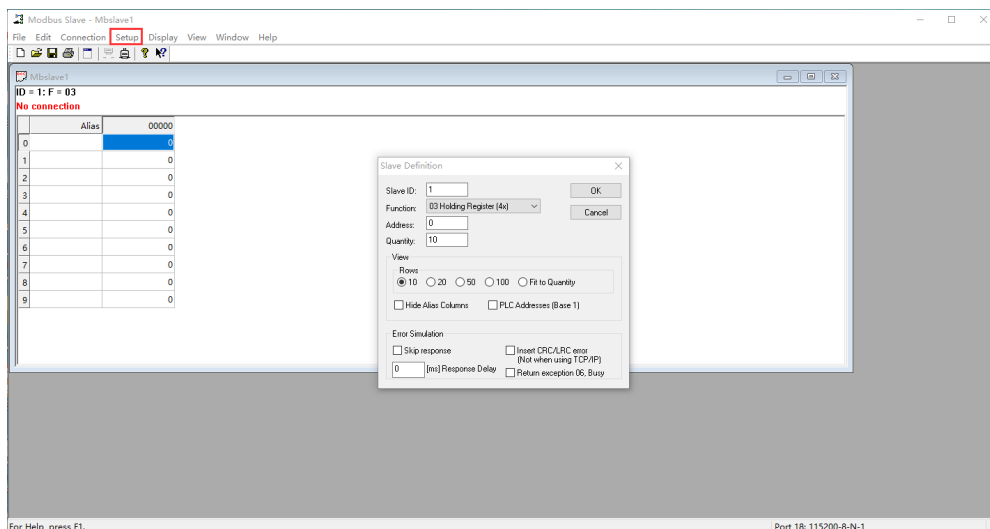 Modbus Slave - Mbslave1
File Edit Connection Setup Display View Window Help
Mbslave1
ID = 1: F = 03
No connection
Alias 00000
0 0
1 0
2 0
3 0
4 0
5 0
6 0
7 0
8 0
9 0
Slave Definition
Slave ID: 1 OK
Function: 03 Holding Register (4x) Cancel
Address: 0
Quantity: 10
View
Rows
10 20 50 100 Fit to Quantity
Hide Alias Columns PLC Addresses (Base 1)
Error Simulation
Skip response Insert CRC/LRC error
(Not when using TCP/IP)
0 [ms] Response Delay Return exception 06, Busy
For Help, press F1. Port 18: 115200-8-N-1